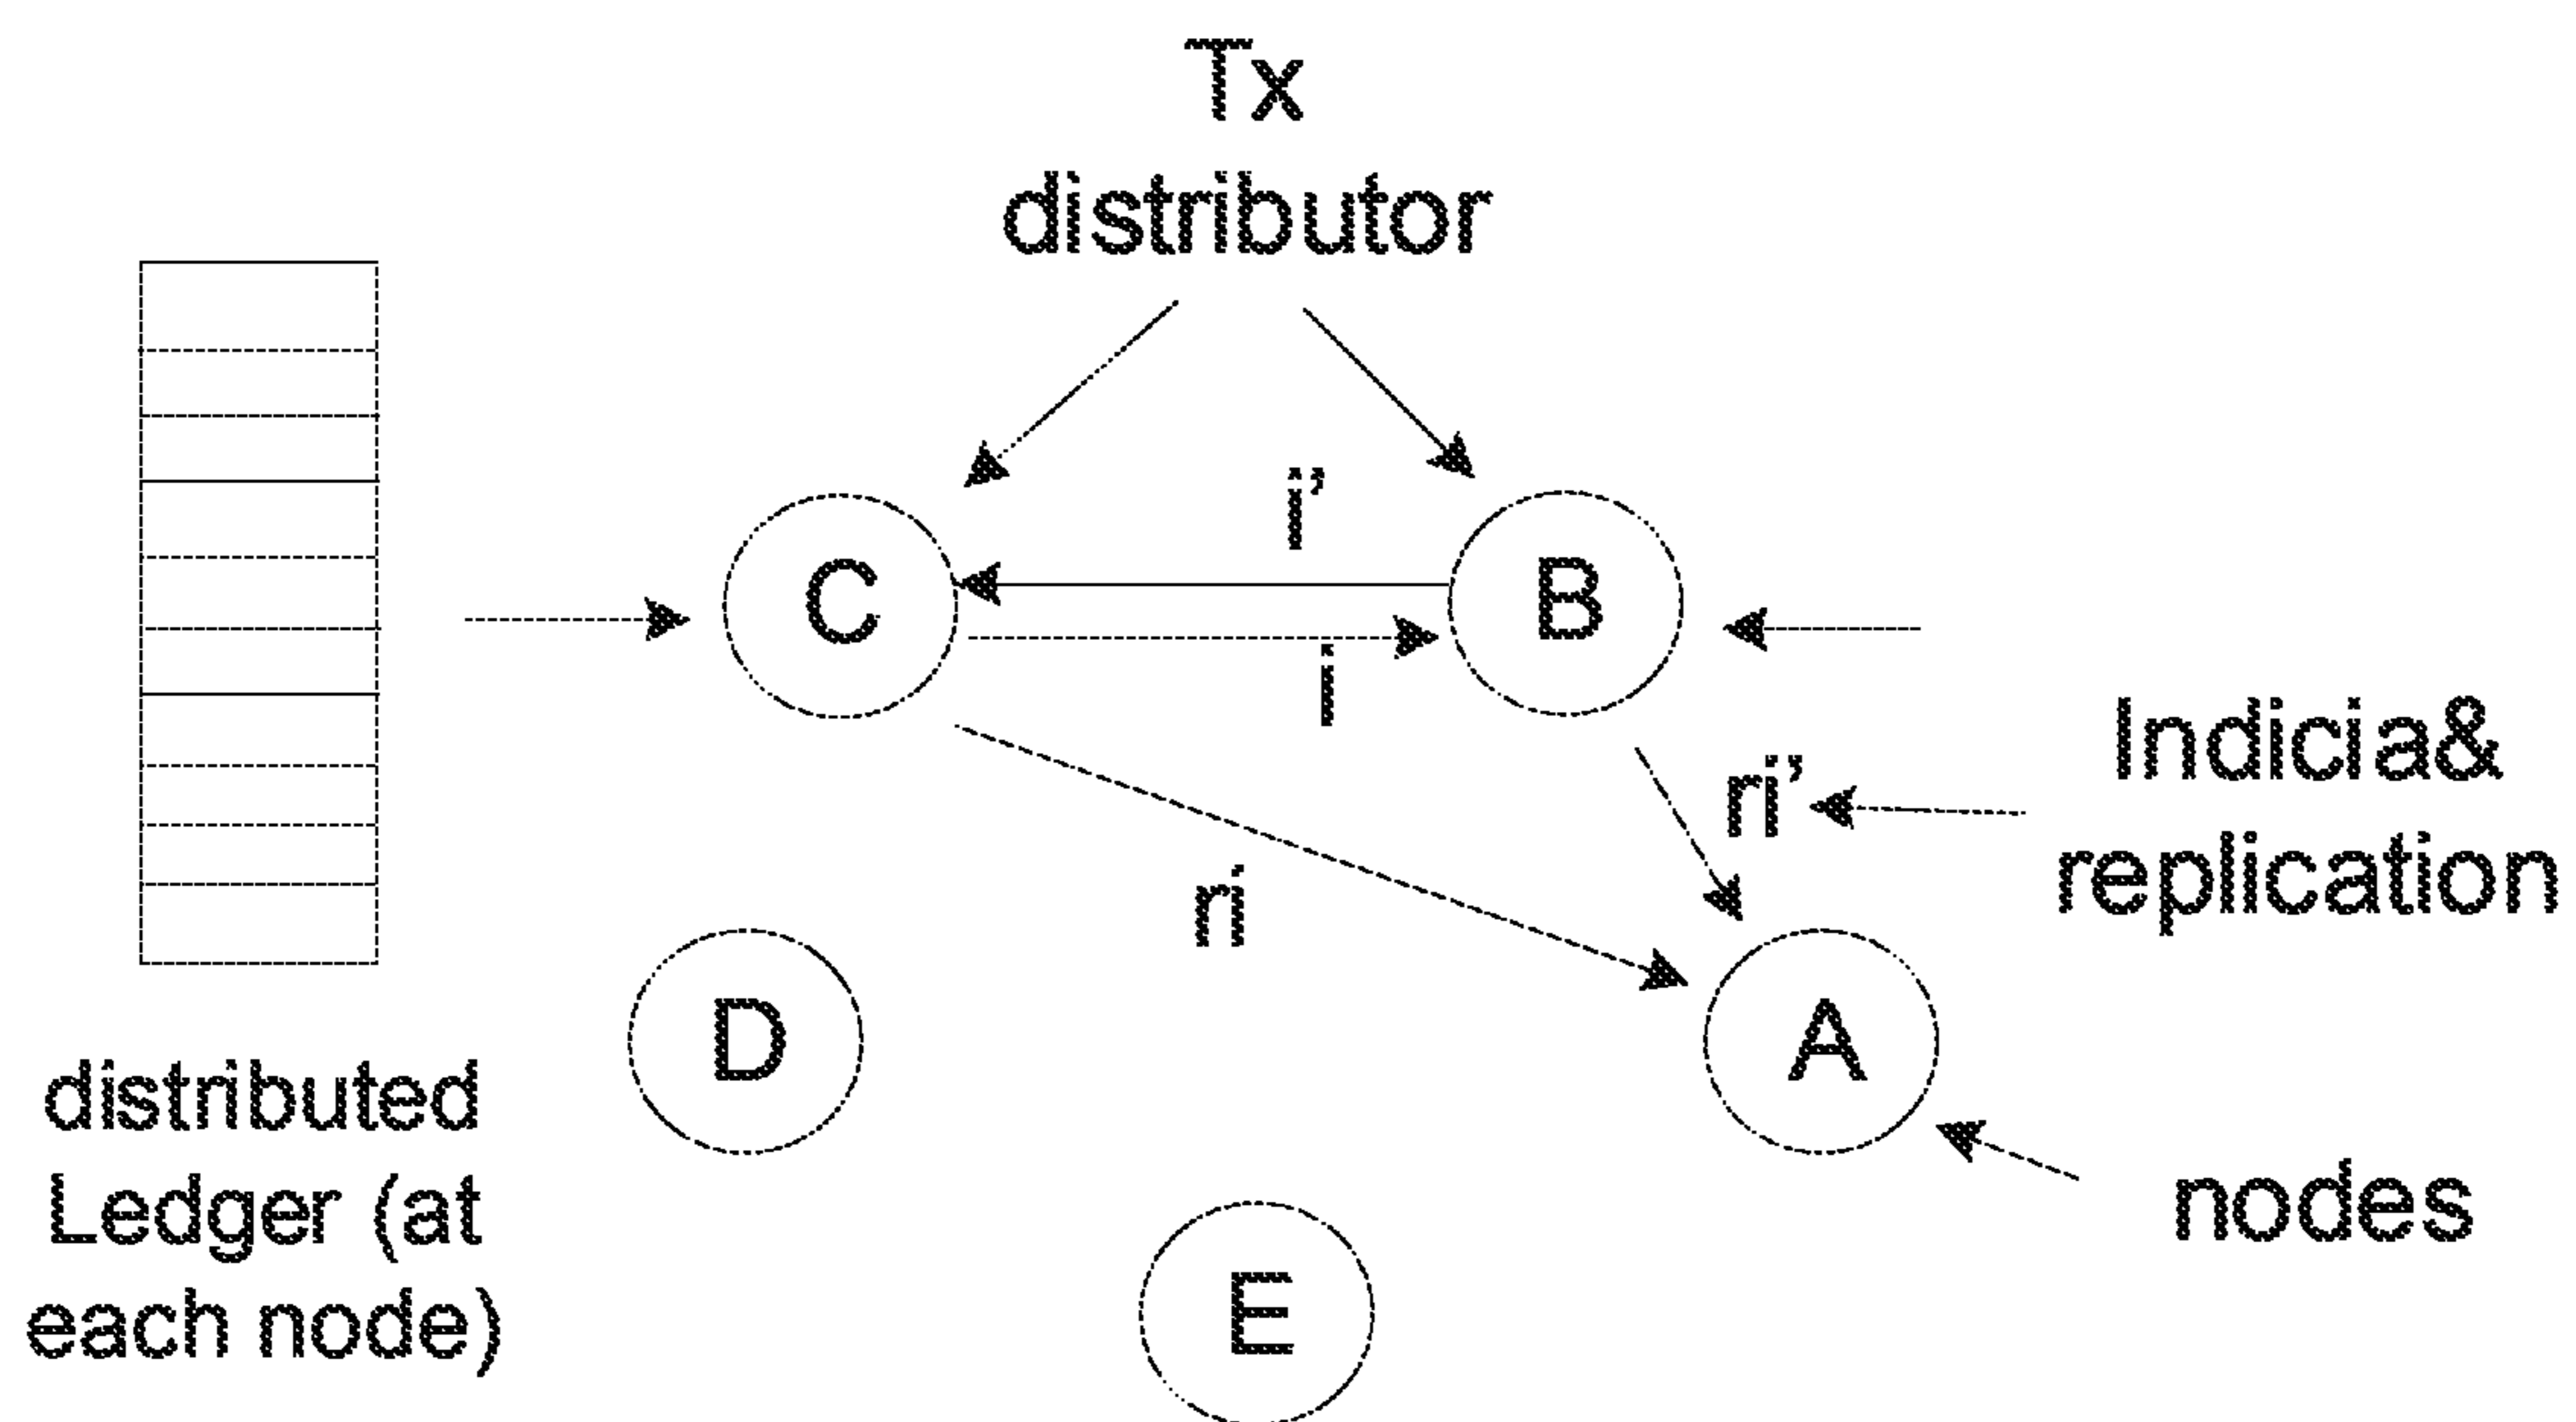 Tx
distributor
i'
C
B
i
Indicia&
replication
ri'
ri
D
A
distributed
Ledger (at
each node)
nodes
E